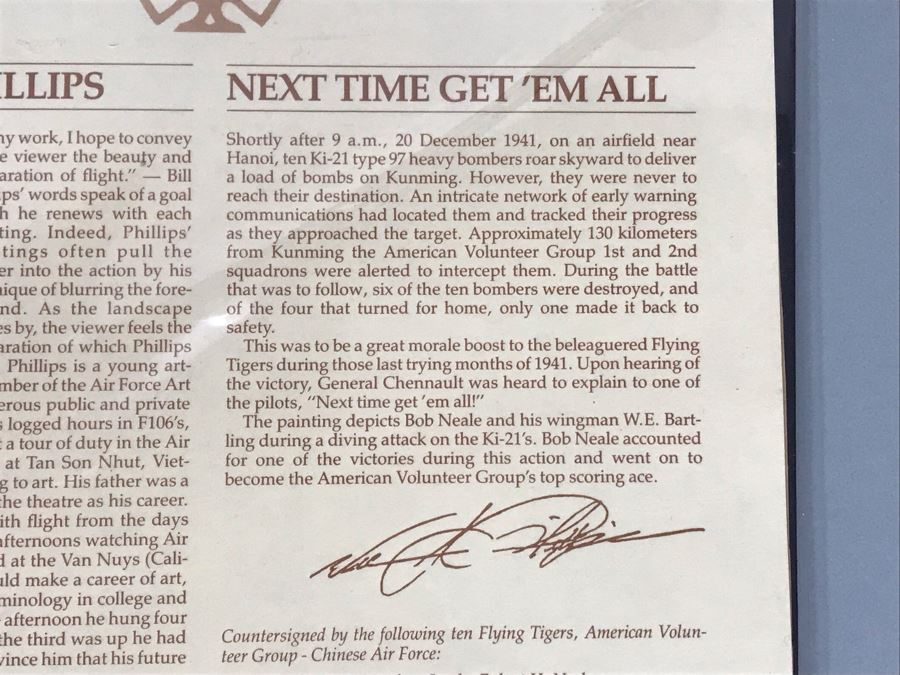 ILLIPS
ny work, I hope to convey
e viewer the beauty and
aration of flight." — Bill
ps' words speak of a goal
h he renews with each
ting. Indeed, Phillips'
tings often pull the
er into the action by his
nique of blurring the fore-
nd. As the landscape
es by, the viewer feels the
aration of which Phillips
Phillips is a young art-
mber of the Air Force Art
erous public and private
s logged hours in F106's,
a tour of duty in the Air
at Tan Son Nhut, Viet-
g to art. His father was a
the theatre as his career.
ith flight from the days
afternoons watching Air
d at the Van Nuys (Cali-
uld make a career of art,
minology in college and
afternoon he hung four
the third was up he had
vince him that his future
NEXT TIME GET 'EM ALL
Shortly after 9 a.m., 20 December 1941, on an airfield near
Hanoi, ten Ki-21 type 97 heavy bombers roar skyward to deliver
a load of bombs on Kunming. However, they were never to
reach their destination. An intricate network of early warning
communications had located them and tracked their progress
as they approached the target. Approximately 130 kilometers
from Kunming the American Volunteer Group 1st and 2nd
squadrons were alerted to intercept them. During the battle
that was to follow, six of the ten bombers were destroyed, and
of the four that turned for home, only one made it back to
safety.
This was to be a great morale boost to the beleaguered Flying
Tigers during those last trying months of 1941. Upon hearing of
the victory, General Chennault was heard to explain to one of
the pilots, "Next time get 'em all!"
The painting depicts Bob Neale and his wingman W.E. Bart-
ling during a diving attack on the Ki-21's. Bob Neale accounted
for one of the victories during this action and went on to
become the American Volunteer Group's top scoring ace.
Countersigned by the following ten Flying Tigers, American Volun-
teer Group - Chinese Air Force: